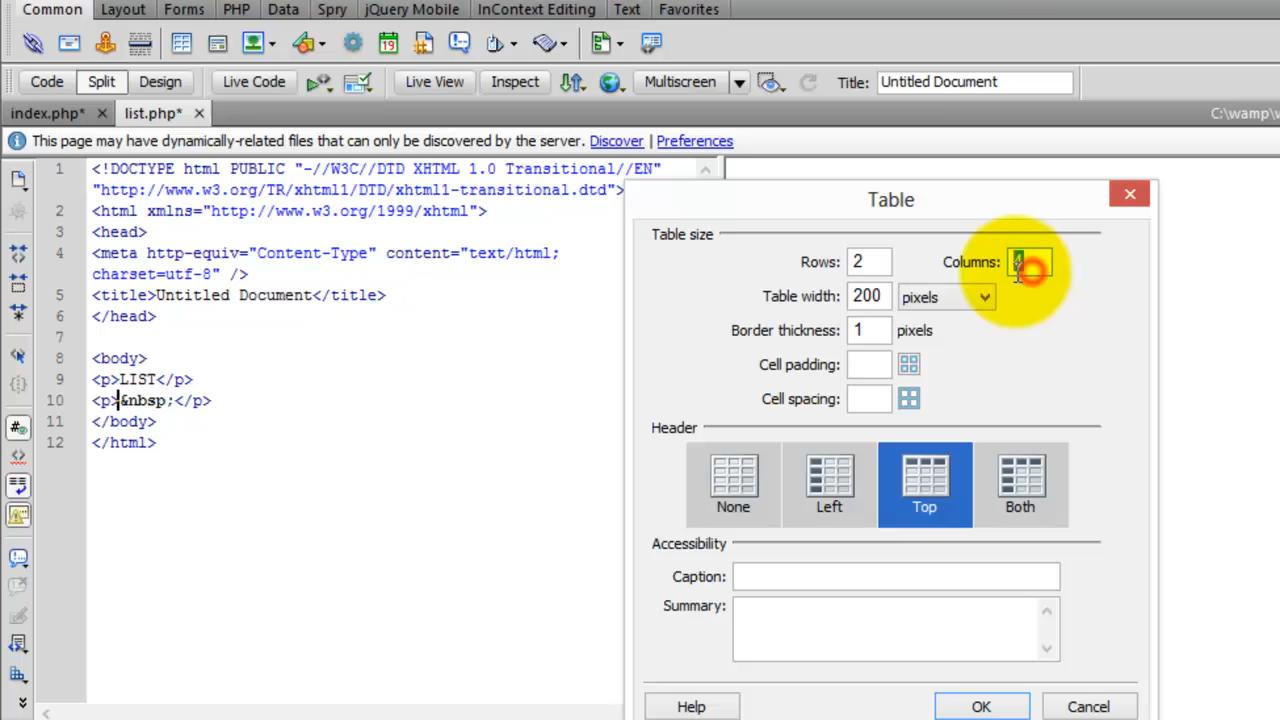 Common Layout Forms PHP Data Spry jQuery Mobile InContext Editing Text Favorites
19
Code Split Design Live Code Live View Inspect Multiscreen Title: Untitled Document
index.php* list.php* C:\wamp\
This page may have dynamically-related files that can only be discovered by the server. Discover | Preferences
1 <!DOCTYPE html PUBLIC "-//W3C//DTD XHTML 1.0 Transitional//EN"
"http://www.w3.org/TR/xhtml1/DTD/xhtml1-transitional.dtd">
2 <html xmlns="http://www.w3.org/1999/xhtml">
3 <head>
4 <meta http-equiv="Content-Type" content="text/html;
charset=utf-8" />
5 <title>Untitled Document</title>
6 </head>
7
8 <body>
9 <p>LIST</p>
10 <p>&nbsp;</p>
11 </body>
12 </html>
Table
Table size
Rows: 2 Columns: 4
Table width: 200 pixels
Border thickness: 1 pixels
Cell padding:
Cell spacing:
Header
None Left Top Both
Accessibility
Caption:
Summary:
Help OK Cancel